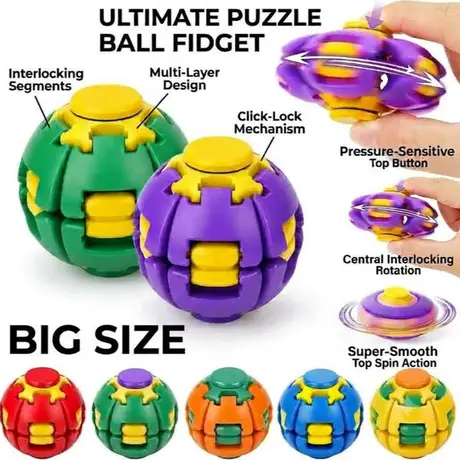 ULTIMATE PUZZLE
BALL FIDGET
Interlocking
Segments
Multi-Layer
Design
Click-Lock
Mechanism
Pressure-Sensitive
Top Button
Central Interlocking
Rotation
BIG SIZE
Super-Smooth
Top Spin Action